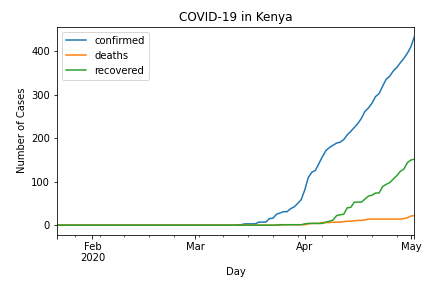 COVID-19 in Kenya
confirmed
deaths
recovered
Number of Cases
400
300
200
100
0
Feb
2020
Mar
Apr
May
Day